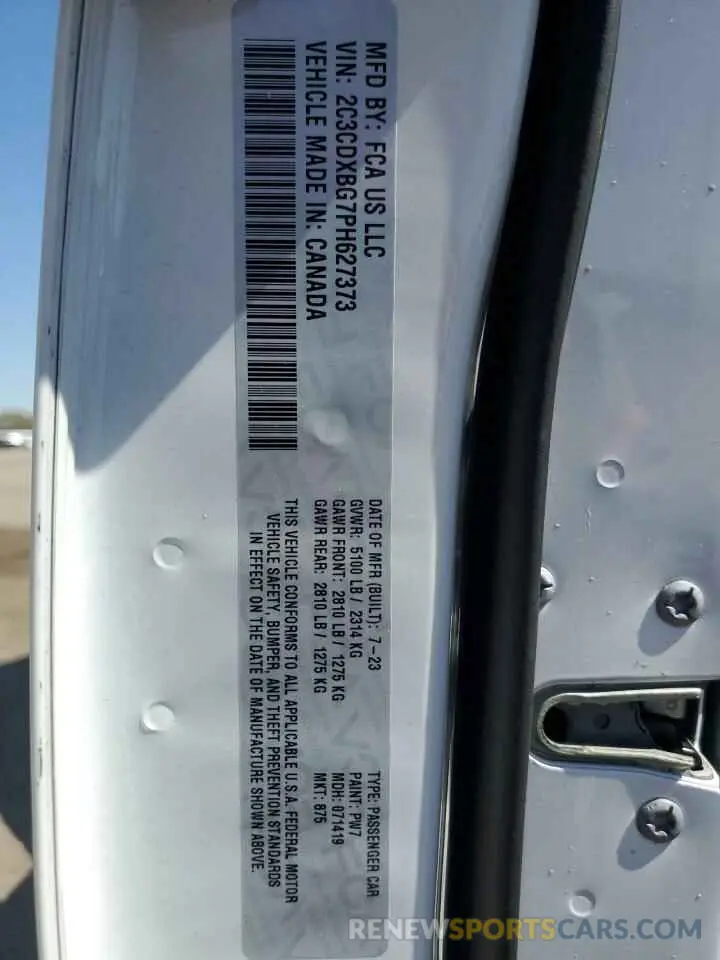 MFD BY: FCA US LLC
VIN: 2C3CDXBG7PH627373
VEHICLE MADE IN: CANADA
DATE OF MFR (BUILT): 7-23
GVWR: 5100 LB / 2314 KG
GAWR FRONT: 2810 LB / 1275 KG
GAWR REAR: 2810 LB / 1275 KG
THIS VEHICLE CONFORMS TO ALL APPLICABLE U.S.A. FEDERAL MOTOR
VEHICLE SAFETY, BUMPER, AND THEFT PREVENTION STANDARDS
IN EFFECT ON THE DATE OF MANUFACTURE SHOWN ABOVE.
TYPE: PASSENGER CAR
PAINT: PW7
MDH: 071419
MKT: 875
RENEWSPORTSCARS.COM